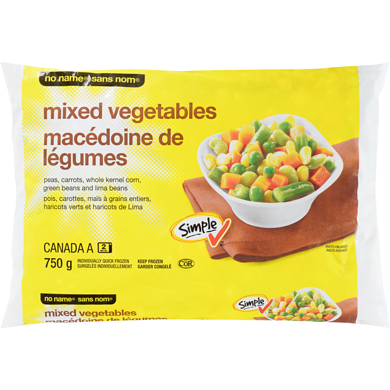 no name® sans nom®
mixed vegetables
macédoine de
légumes
peas, carrots, whole kernel corn,
green beans and lima beans
pois, carottes, maïs à grains entiers,
haricots verts et haricots de Lima
Simple
CANADA A
750 g
INDIVIDUALLY QUICK FROZEN
SURGELÉS INDIVIDUELLEMENT
KEEP FROZEN
GARDER CONGELÉ
COR
no name® sans nom®
Simple
mixed vegetables
macédoine de légumes